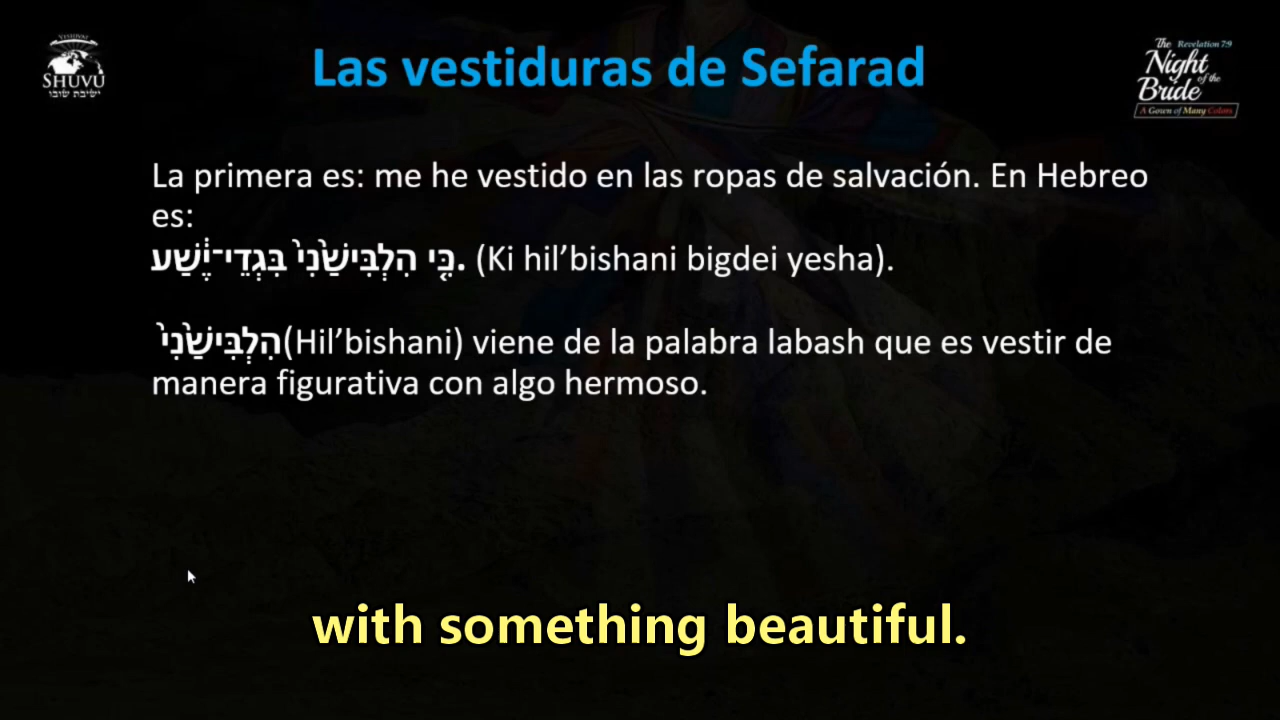 YESHIVAT
SHUVU
ישיבת שובו
Las vestiduras de Sefarad
The Revelation 7:9
Night
of the
Bride
A Gown of Many Colors
La primera es: me he vestido en las ropas de salvación. En Hebreo
es:
כִּ֤י הִלְבִּישַׁ֙נִי֙ בִּגְדֵי־יֶ֔שַׁע. (Ki hil’bishani bigdei yesha).
הִלְבִּישַׁ֙נִי֙ (Hil’bishani) viene de la palabra labash que es vestir de
manera figurativa con algo hermoso.
with something beautiful.